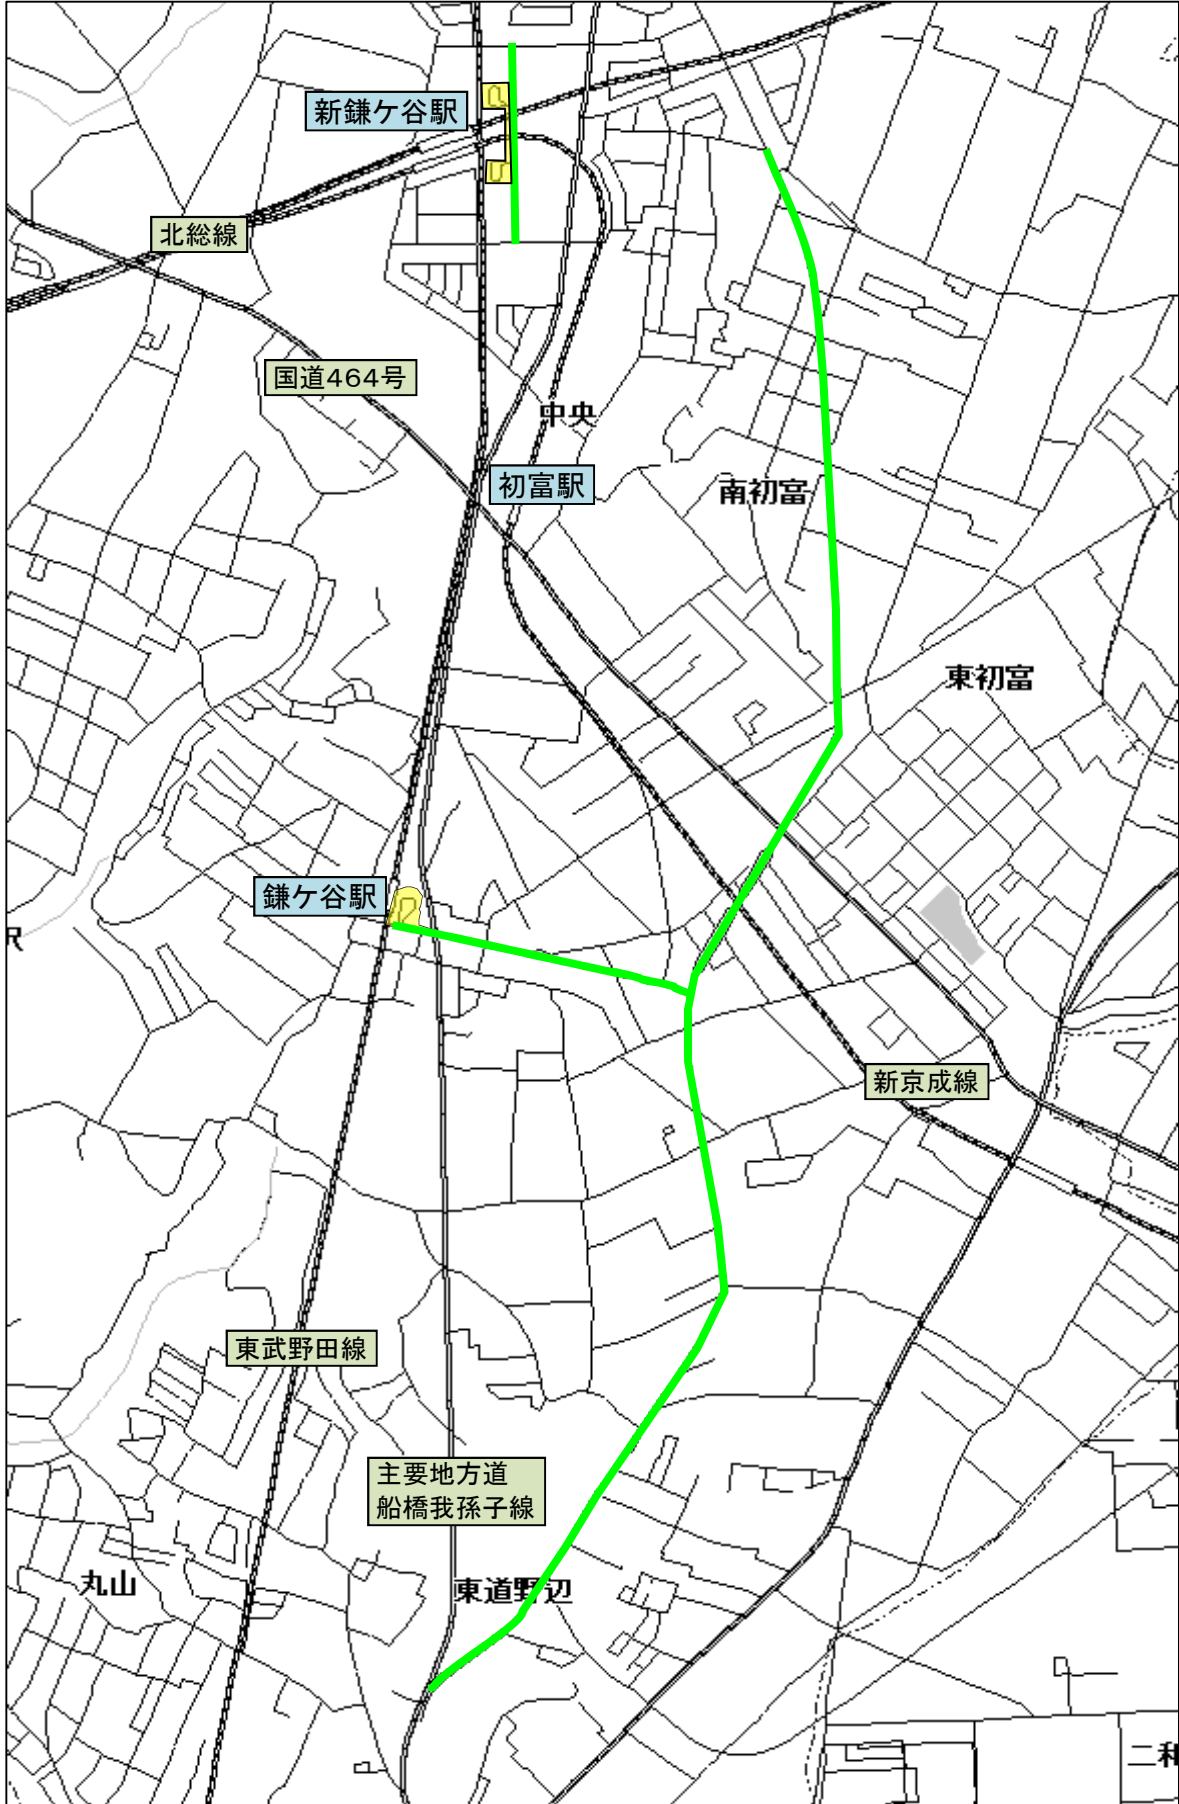 新鎌ケ谷駅
北総線
国道464号
中央
初富駅
南初富
東初富
鎌ケ谷駅
新京成線
東武野田線
主要地方道
船橋我孫子線
丸山
東道野辺
二和